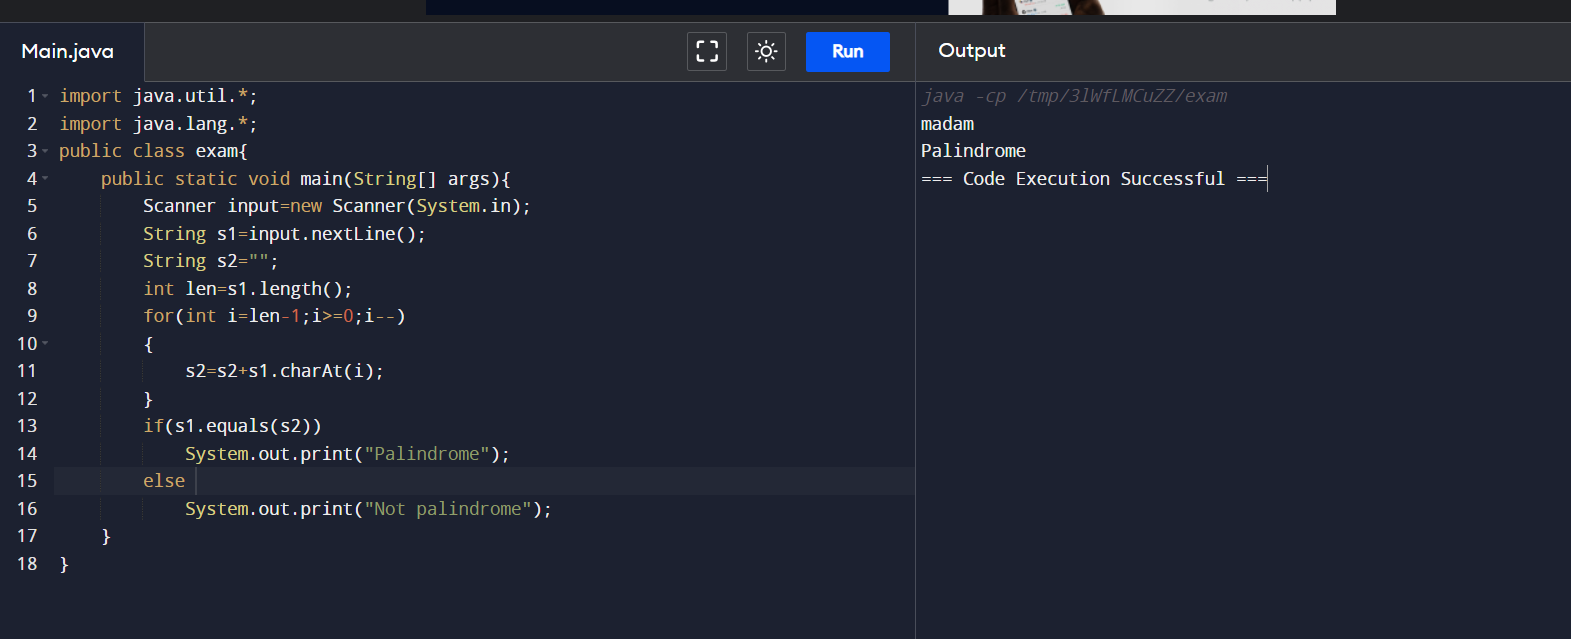 Main.java
Run
Output
1 import java.util.*;
2 import java.lang.*;
3 public class exam{
4     public static void main(String[] args){
5         Scanner input=new Scanner(System.in);
6         String s1=input.nextLine();
7         String s2="";
8         int len=s1.length();
9         for(int i=len-1;i>=0;i--)
10         {
11             s2=s2+s1.charAt(i);
12         }
13         if(s1.equals(s2))
14             System.out.print("Palindrome");
15         else
16             System.out.print("Not palindrome");
17     }
18 }
java -cp /tmp/3lWfLMCuZZ/exam
madam
Palindrome
=== Code Execution Successful ===